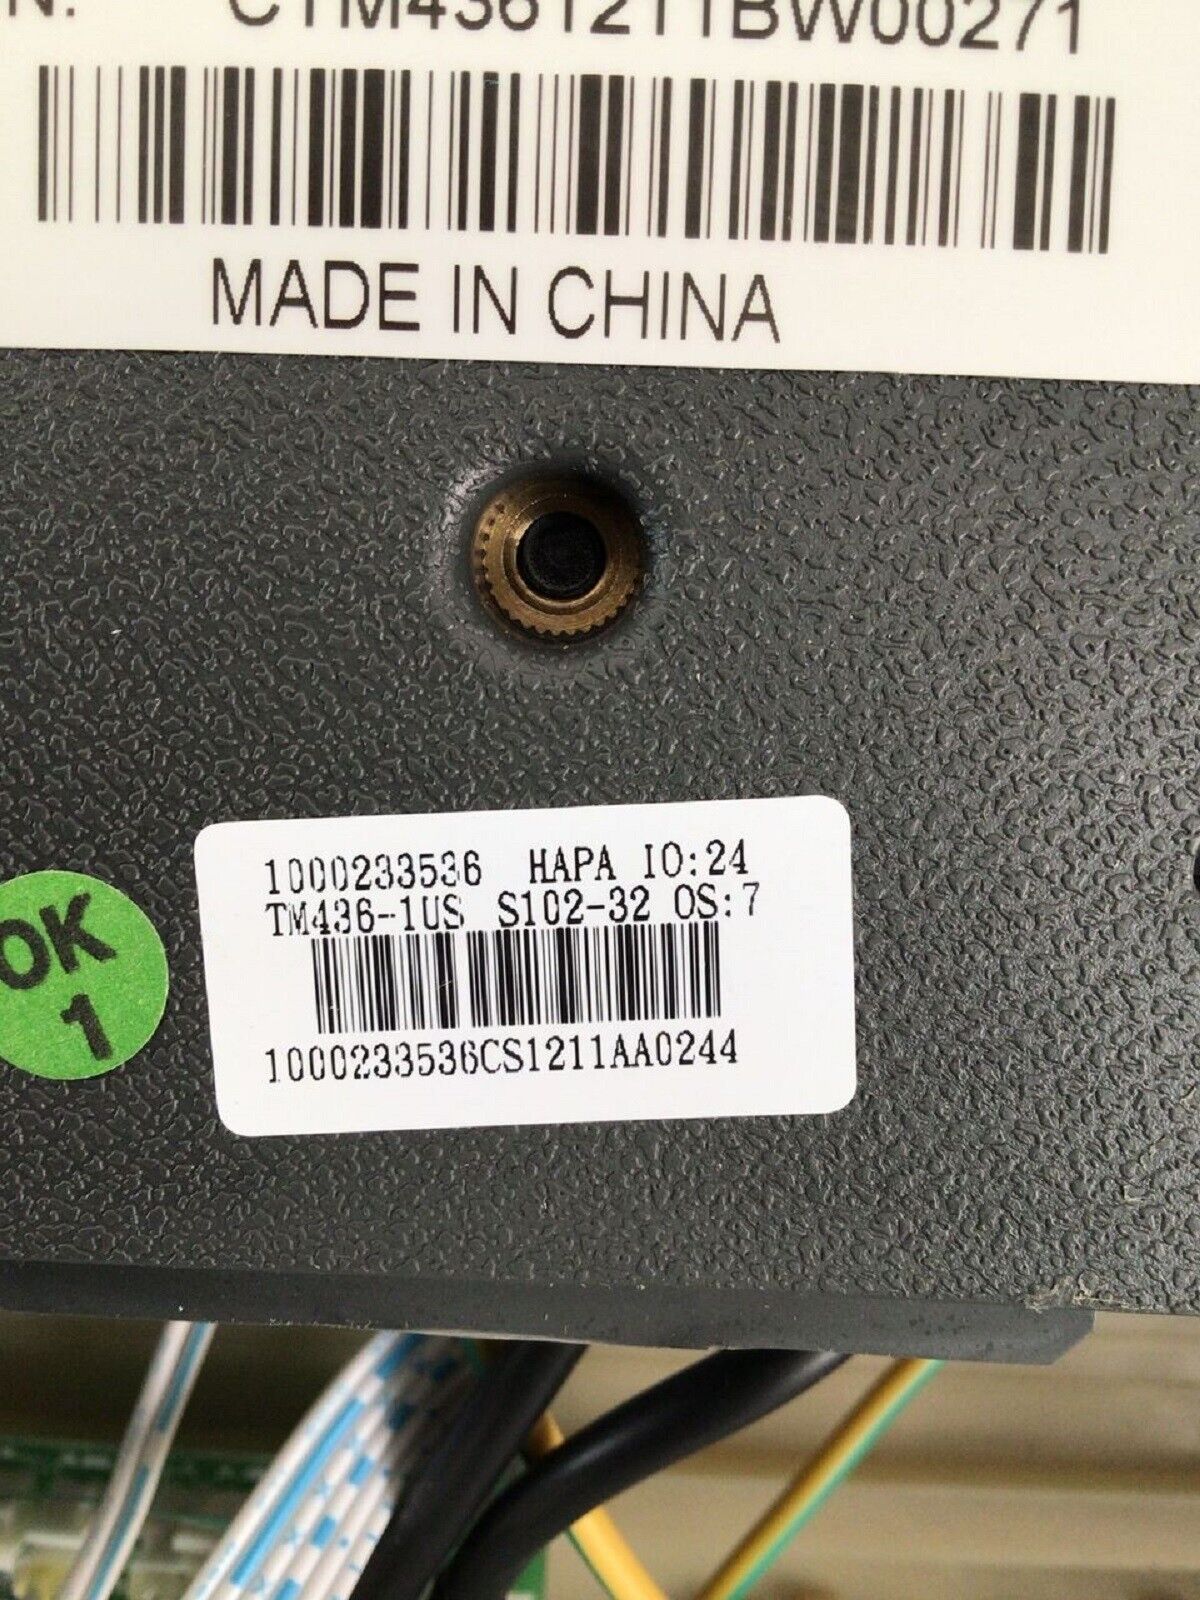 N: CTM4361211BW00271
MADE IN CHINA
1000233536 HAPA IO:24
TM436-1US S102-32 OS:7
1000233536CS1211AA0244
OK
1